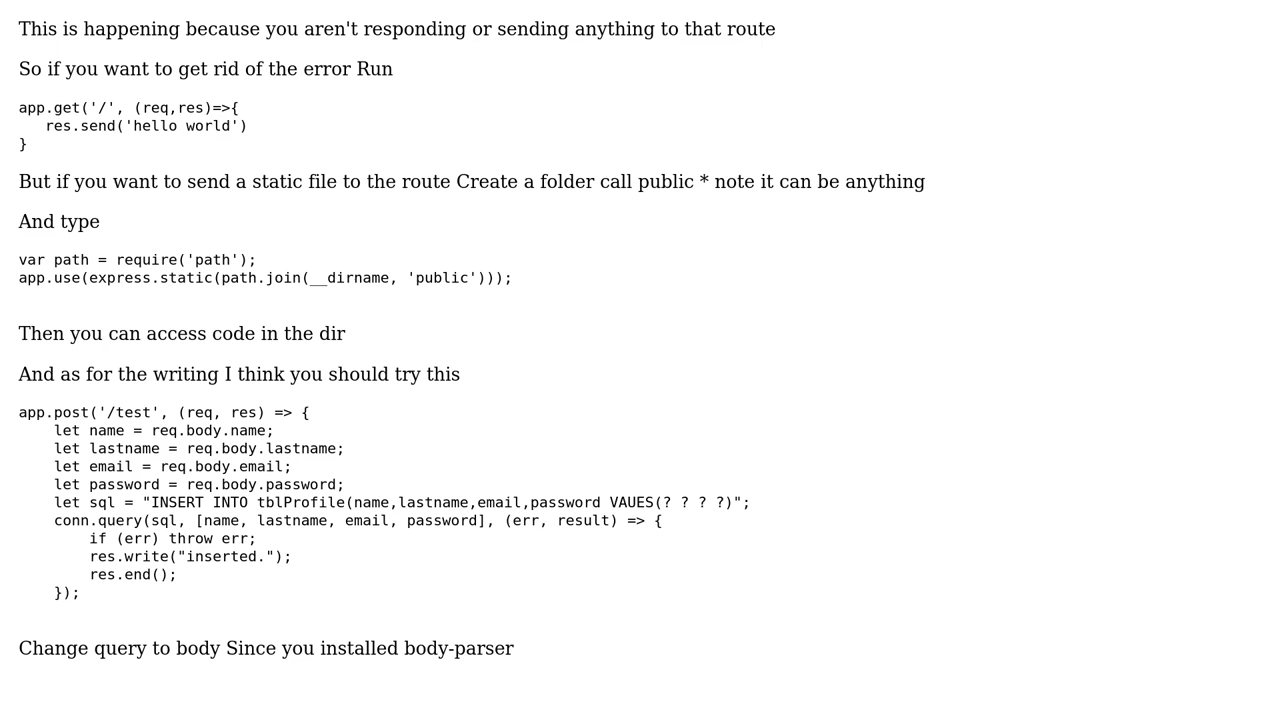 This is happening because you aren't responding or sending anything to that route
So if you want to get rid of the error Run
app.get('/', (req,res)=>{
   res.send('hello world')
}
But if you want to send a static file to the route Create a folder call public * note it can be anything
And type
var path = require('path');
app.use(express.static(path.join(__dirname, 'public')));
Then you can access code in the dir
And as for the writing I think you should try this
app.post('/test', (req, res) => {
    let name = req.body.name;
    let lastname = req.body.lastname;
    let email = req.body.email;
    let password = req.body.password;
    let sql = "INSERT INTO tblProfile(name,lastname,email,password VAUES(? ? ? ?)";
    conn.query(sql, [name, lastname, email, password], (err, result) => {
        if (err) throw err;
        res.write("inserted.");
        res.end();
    });
Change query to body Since you installed body-parser